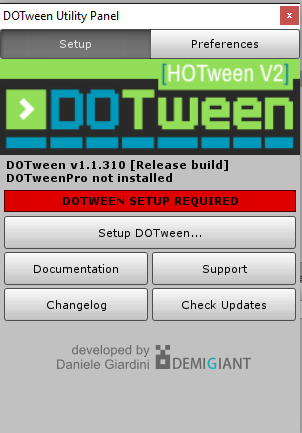 DOTween Utility Panel
Setup
Preferences
[HOTween V2]
DOTween
DOTween v1.1.310 [Release build]
DOTweenPro not installed
DOTWEEN SETUP REQUIRED
Setup DOTween...
Documentation
Support
Changelog
Check Updates
developed by
Daniele Giardini
DEMIGIANT